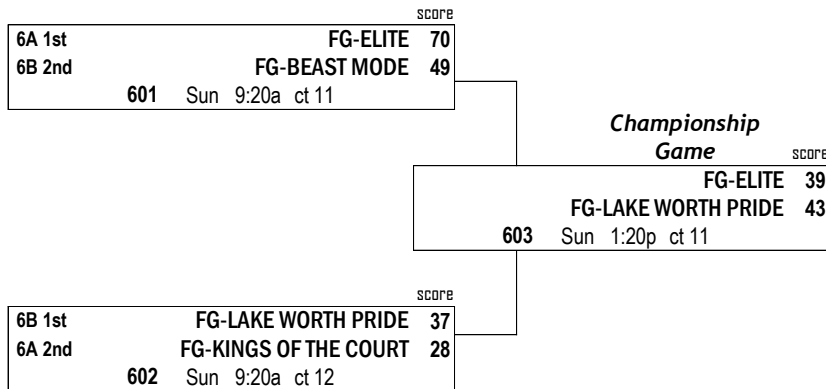 score
6A 1st FG-ELITE 70
6B 2nd FG-BEAST MODE 49
601 Sun 9:20a ct 11
Championship
Game score
FG-ELITE 39
FG-LAKE WORTH PRIDE 43
603 Sun 1:20p ct 11
score
6B 1st FG-LAKE WORTH PRIDE 37
6A 2nd FG-KINGS OF THE COURT 28
602 Sun 9:20a ct 12